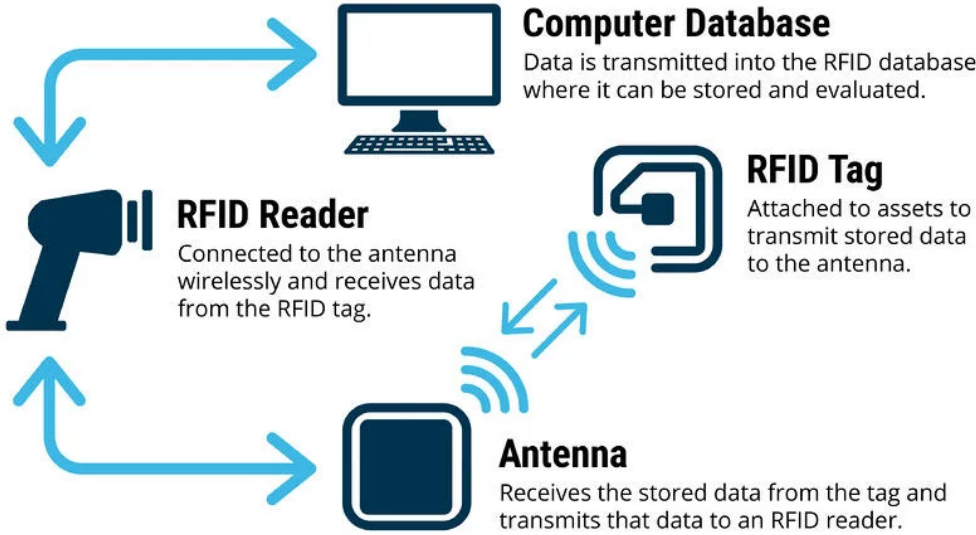 Computer Database
Data is transmitted into the RFID database
where it can be stored and evaluated.
RFID Tag
Attached to assets to
transmit stored data
to the antenna.
RFID Reader
Connected to the antenna
wirelessly and receives data
from the RFID tag.
Antenna
Receives the stored data from the tag and
transmits that data to an RFID reader.